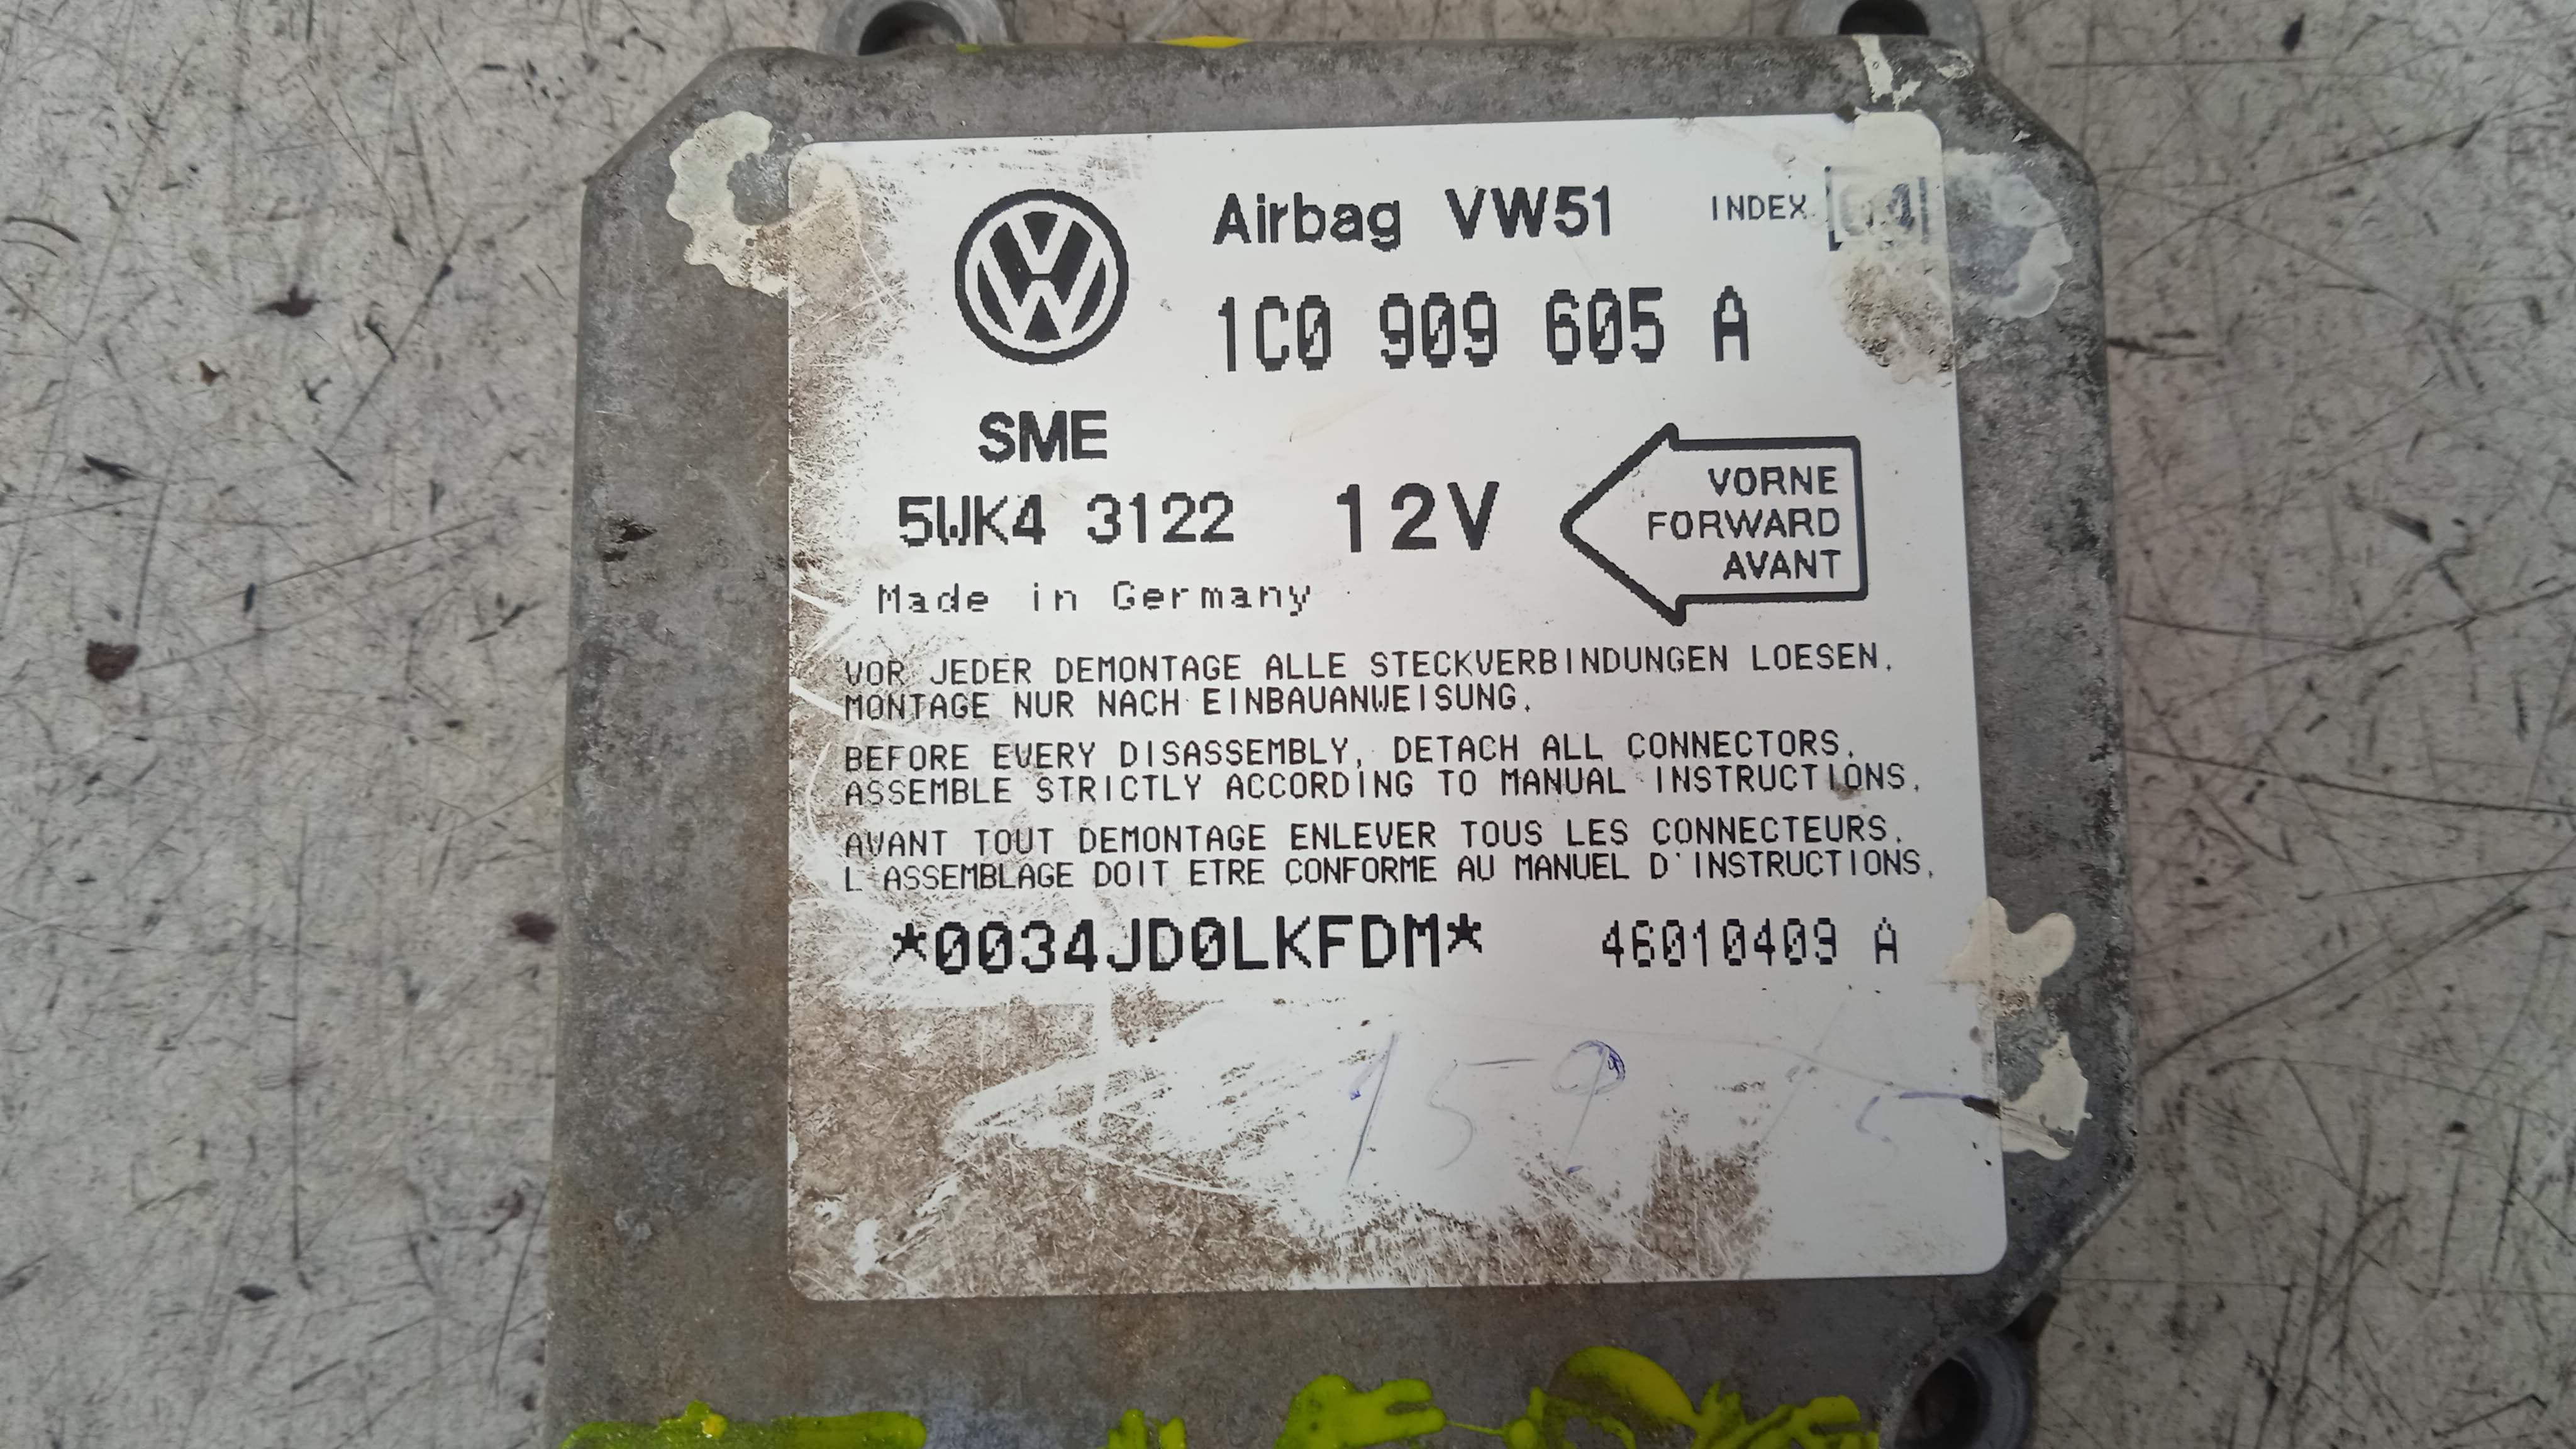 Airbag VW51 INDEX
1C0 909 605 A
SME
5WK4 3122 12V
VORNE
FORWARD
AVANT
Made in Germany
VOR JEDER DEMONTAGE ALLE STECKVERBINDUNGEN LOESEN.
MONTAGE NUR NACH EINBAUANWEISUNG.
BEFORE EVERY DISASSEMBLY, DETACH ALL CONNECTORS.
ASSEMBLE STRICTLY ACCORDING TO MANUAL INSTRUCTIONS.
AVANT TOUT DEMONTAGE ENLEVER TOUS LES CONNECTEURS.
L'ASSEMBLAGE DOIT ETRE CONFORME AU MANUEL D'INSTRUCTIONS.
*0034JD0LKFDM* 46010409 A